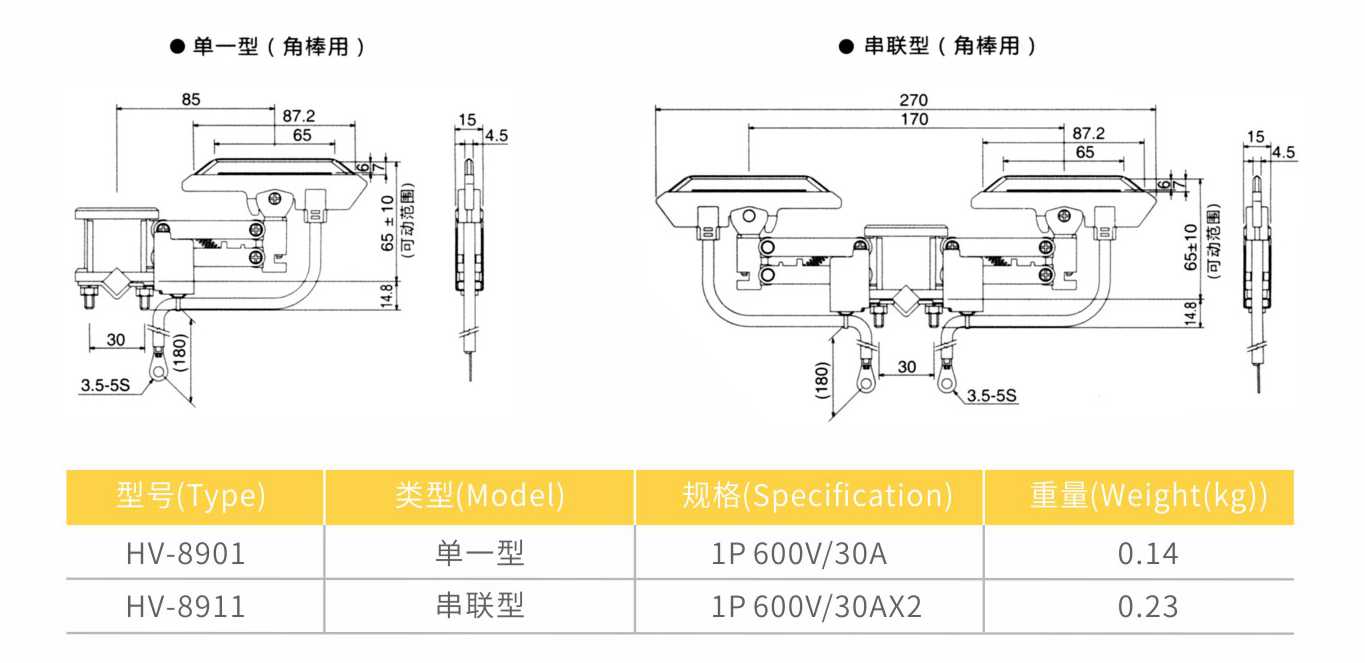 ● 单一型（角棒用）
85
87.2
65
6
7
65±10
(可动范围)
14.8
30
(180)
3.5-5S
15
4.5
● 串联型（角棒用）
270
170
87.2
65
6
7
65±10
(可动范围)
14.8
30
(180)
3.5-5S
15
4.5
型号(Type) 类型(Model) 规格(Specification) 重量(Weight(kg))
HV-8901 单一型 1P 600V/30A 0.14
HV-8911 串联型 1P 600V/30AX2 0.23